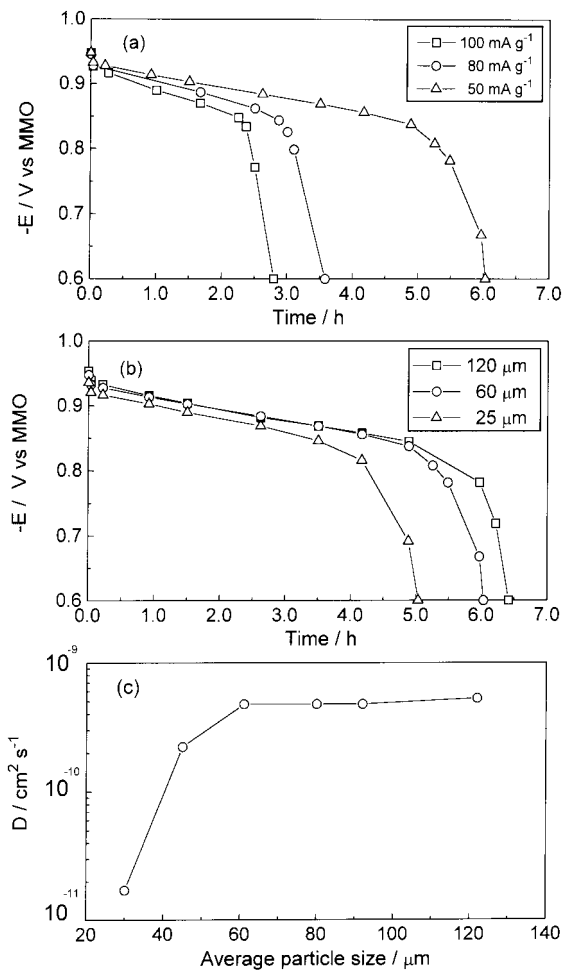 (a)
100 mA g⁻¹
80 mA g⁻¹
50 mA g⁻¹
1.0
0.9
0.8
0.7
0.6
-E / V vs MMO
0.0 1.0 2.0 3.0 4.0 5.0 6.0 7.0
Time / h
(b)
120 μm
60 μm
25 μm
1.0
0.9
0.8
0.7
0.6
-E / V vs MMO
0.0 1.0 2.0 3.0 4.0 5.0 6.0 7.0
Time / h
(c)
10⁻⁹
10⁻¹⁰
10⁻¹¹
D / cm² s⁻¹
20 40 60 80 100 120 140
Average particle size / μm